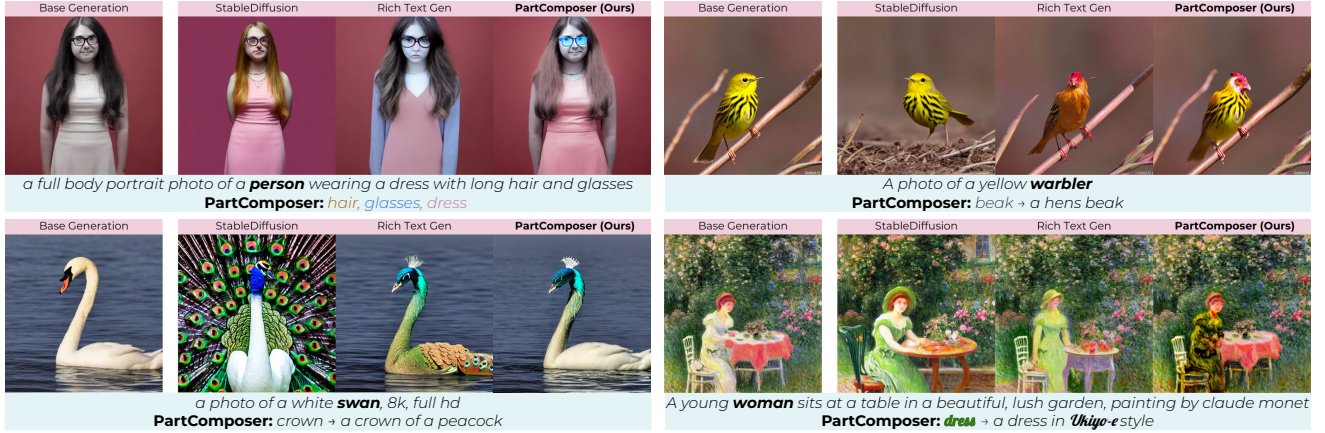 Base Generation StableDiffusion Rich Text Gen PartComposer (Ours)
a full body portrait photo of a person wearing a dress with long hair and glasses
PartComposer: hair, glasses, dress
Base Generation StableDiffusion Rich Text Gen PartComposer (Ours)
A photo of a yellow warbler
PartComposer: beak → a hens beak
Base Generation StableDiffusion Rich Text Gen PartComposer (Ours)
a photo of a white swan, 8k, full hd
PartComposer: crown → a crown of a peacock
Base Generation StableDiffusion Rich Text Gen PartComposer (Ours)
A young woman sits at a table in a beautiful, lush garden, painting by claude monet
PartComposer: dress → a dress in Ukiyo-e style